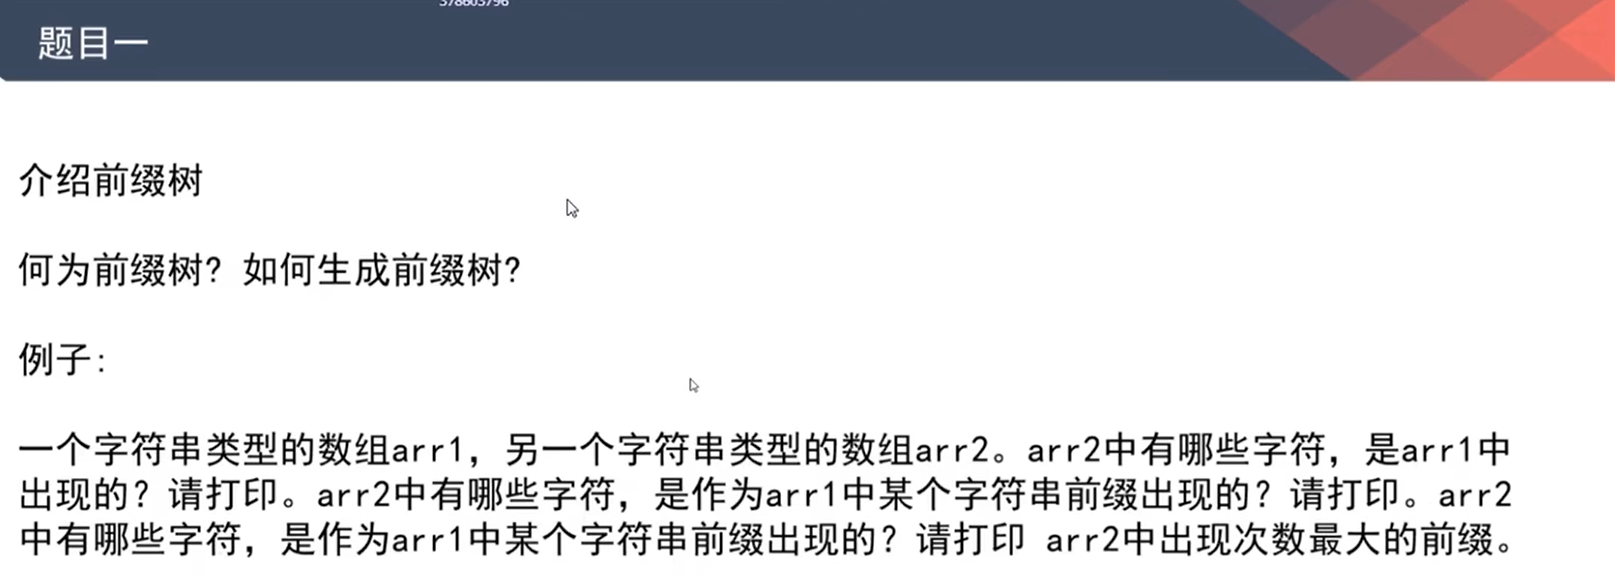 题目一
介绍前缀树
何为前缀树? 如何生成前缀树?
例子:
一个字符串类型的数组arr1，另一个字符串类型的数组arr2。arr2中有哪些字符，是arr1中
出现的? 请打印。arr2中有哪些字符，是作为arr1中某个字符串前缀出现的? 请打印。arr2
中有哪些字符，是作为arr1中某个字符串前缀出现的? 请打印 arr2中出现次数最大的前缀。